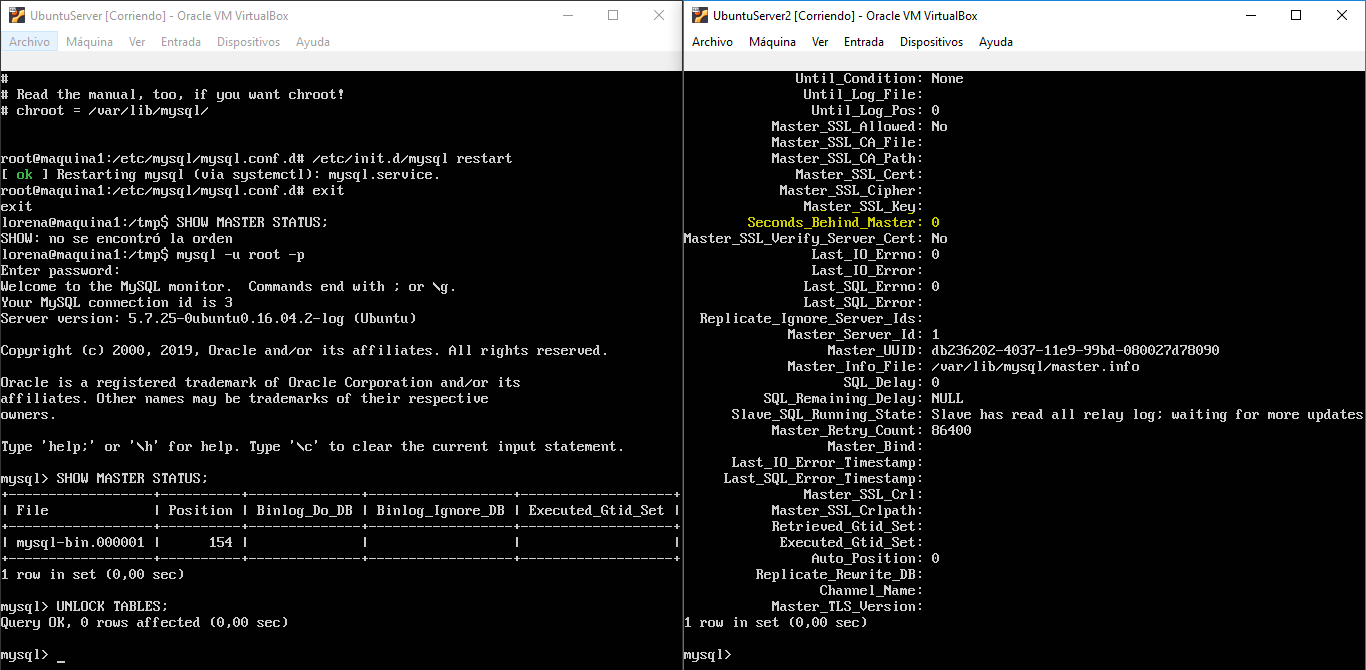 UbuntuServer [Corriendo] - Oracle VM VirtualBox
Archivo Máquina Ver Entrada Dispositivos Ayuda
#
# Read the manual, too, if you want chroot!
# chroot = /var/lib/mysql/
root@maquina1:/etc/mysql/mysql.conf.d# /etc/init.d/mysql restart
[ ok ] Restarting mysql (via systemctl): mysql.service.
root@maquina1:/etc/mysql/mysql.conf.d# exit
exit
lorena@maquina1:/tmp$ SHOW MASTER STATUS;
SHOW: no se encontró la orden
lorena@maquina1:/tmp$ mysql -u root -p
Enter password:
Welcome to the MySQL monitor.  Commands end with ; or \g.
Your MySQL connection id is 3
Server version: 5.7.25-0ubuntu0.16.04.2-log (Ubuntu)
Copyright (c) 2000, 2019, Oracle and/or its affiliates. All rights reserved.
Oracle is a registered trademark of Oracle Corporation and/or its
affiliates. Other names may be trademarks of their respective
owners.
Type 'help;' or '\h' for help. Type '\c' to clear the current input statement.
mysql> SHOW MASTER STATUS;
+------------------+----------+--------------+------------------+-------------------+
| File             | Position | Binlog_Do_DB | Binlog_Ignore_DB | Executed_Gtid_Set |
+------------------+----------+--------------+------------------+-------------------+
| mysql-bin.000001 |      154 |              |                  |                   |
+------------------+----------+--------------+------------------+-------------------+
1 row in set (0,00 sec)
mysql> UNLOCK TABLES;
Query OK, 0 rows affected (0,00 sec)
mysql> _
UbuntuServer2 [Corriendo] - Oracle VM VirtualBox
Archivo Máquina Ver Entrada Dispositivos Ayuda
Until_Condition: None
Until_Log_File:
Until_Log_Pos: 0
Master_SSL_Allowed: No
Master_SSL_CA_File:
Master_SSL_CA_Path:
Master_SSL_Cert:
Master_SSL_Cipher:
Master_SSL_Key:
Seconds_Behind_Master: 0
Master_SSL_Verify_Server_Cert: No
Last_IO_Errno: 0
Last_IO_Error:
Last_SQL_Errno: 0
Last_SQL_Error:
Replicate_Ignore_Server_Ids:
Master_Server_Id: 1
Master_UUID: db236202-4037-11e9-99bd-080027d78090
Master_Info_File: /var/lib/mysql/master.info
SQL_Delay: 0
SQL_Remaining_Delay: NULL
Slave_SQL_Running_State: Slave has read all relay log; waiting for more updates
Master_Retry_Count: 86400
Master_Bind:
Last_IO_Error_Timestamp:
Last_SQL_Error_Timestamp:
Master_SSL_Crl:
Master_SSL_Crlpath:
Retrieved_Gtid_Set:
Executed_Gtid_Set:
Auto_Position: 0
Replicate_Rewrite_DB:
Channel_Name:
Master_TLS_Version:
1 row in set (0,00 sec)
mysql>